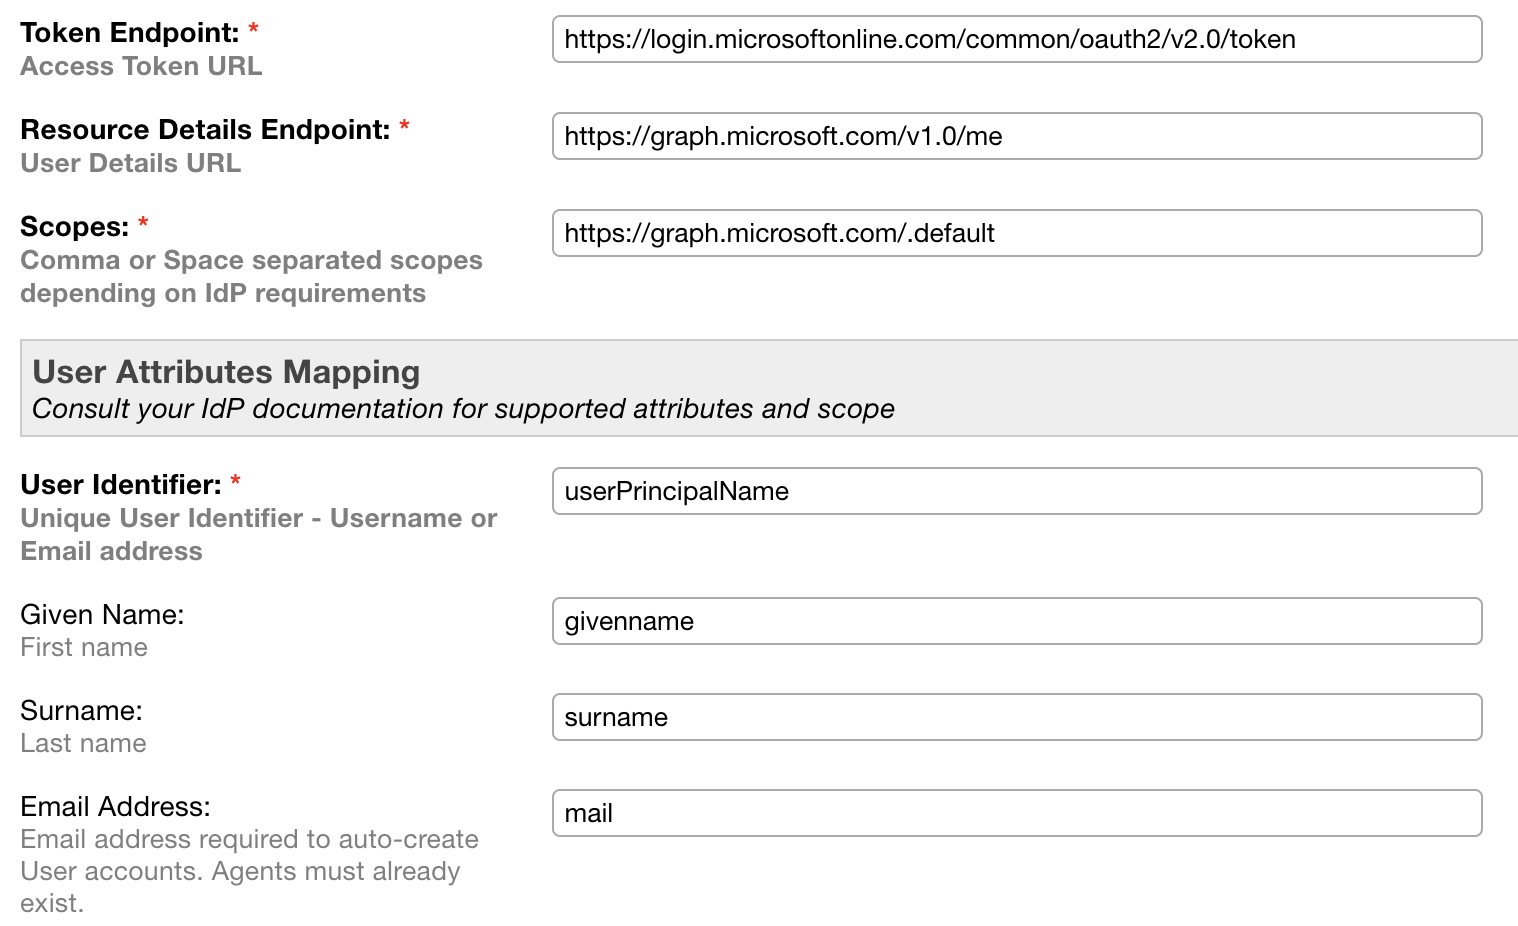 Token Endpoint: *
https://login.microsoftonline.com/common/oauth2/v2.0/token
Access Token URL
Resource Details Endpoint: *
https://graph.microsoft.com/v1.0/me
User Details URL
Scopes: *
https://graph.microsoft.com/.default
Comma or Space separated scopes
depending on IdP requirements
User Attributes Mapping
Consult your IdP documentation for supported attributes and scope
User Identifier: *
userPrincipalName
Unique User Identifier - Username or
Email address
Given Name:
givenname
First name
Surname:
surname
Last name
Email Address:
mail
Email address required to auto-create
User accounts. Agents must already
exist.